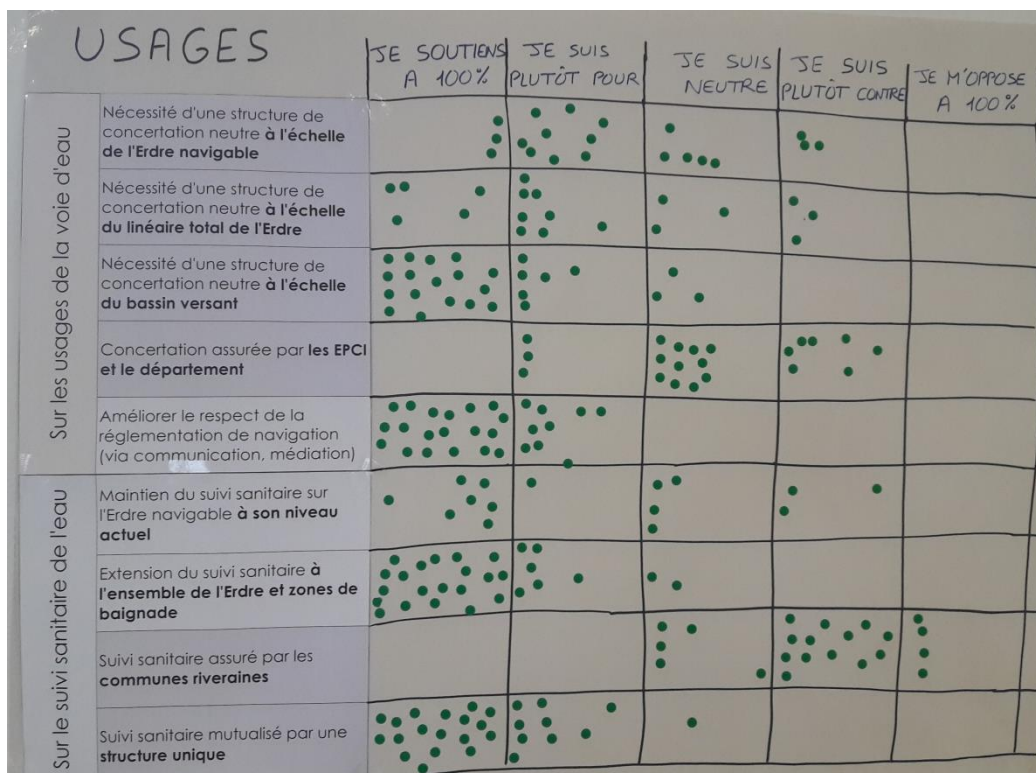 USAGES
JE SOUTIENS
A 100%
JE SUIS
PLUTÔT POUR
JE SUIS
NEUTRE
JE SUIS
PLUTÔT CONTRE
JE M'OPPOSE
A 100%
Sur les usages de la voie d'eau
Nécessité d'une structure de
concertation neutre à l'échelle
de l'Erdre navigable
Nécessité d'une structure de
concertation neutre à l'échelle
du linéaire total de l'Erdre
Nécessité d'une structure de
concertation neutre à l'échelle
du bassin versant
Concertation assurée par les EPCI
et le département
Améliorer le respect de la
réglementation de navigation
(via communication, médiation)
Sur le suivi sanitaire de l'eau
Maintien du suivi sanitaire sur
l'Erdre navigable à son niveau
actuel
Extension du suivi sanitaire à
l'ensemble de l'Erdre et zones de
baignade
Suivi sanitaire assuré par les
communes riveraines
Suivi sanitaire mutualisé par une
structure unique